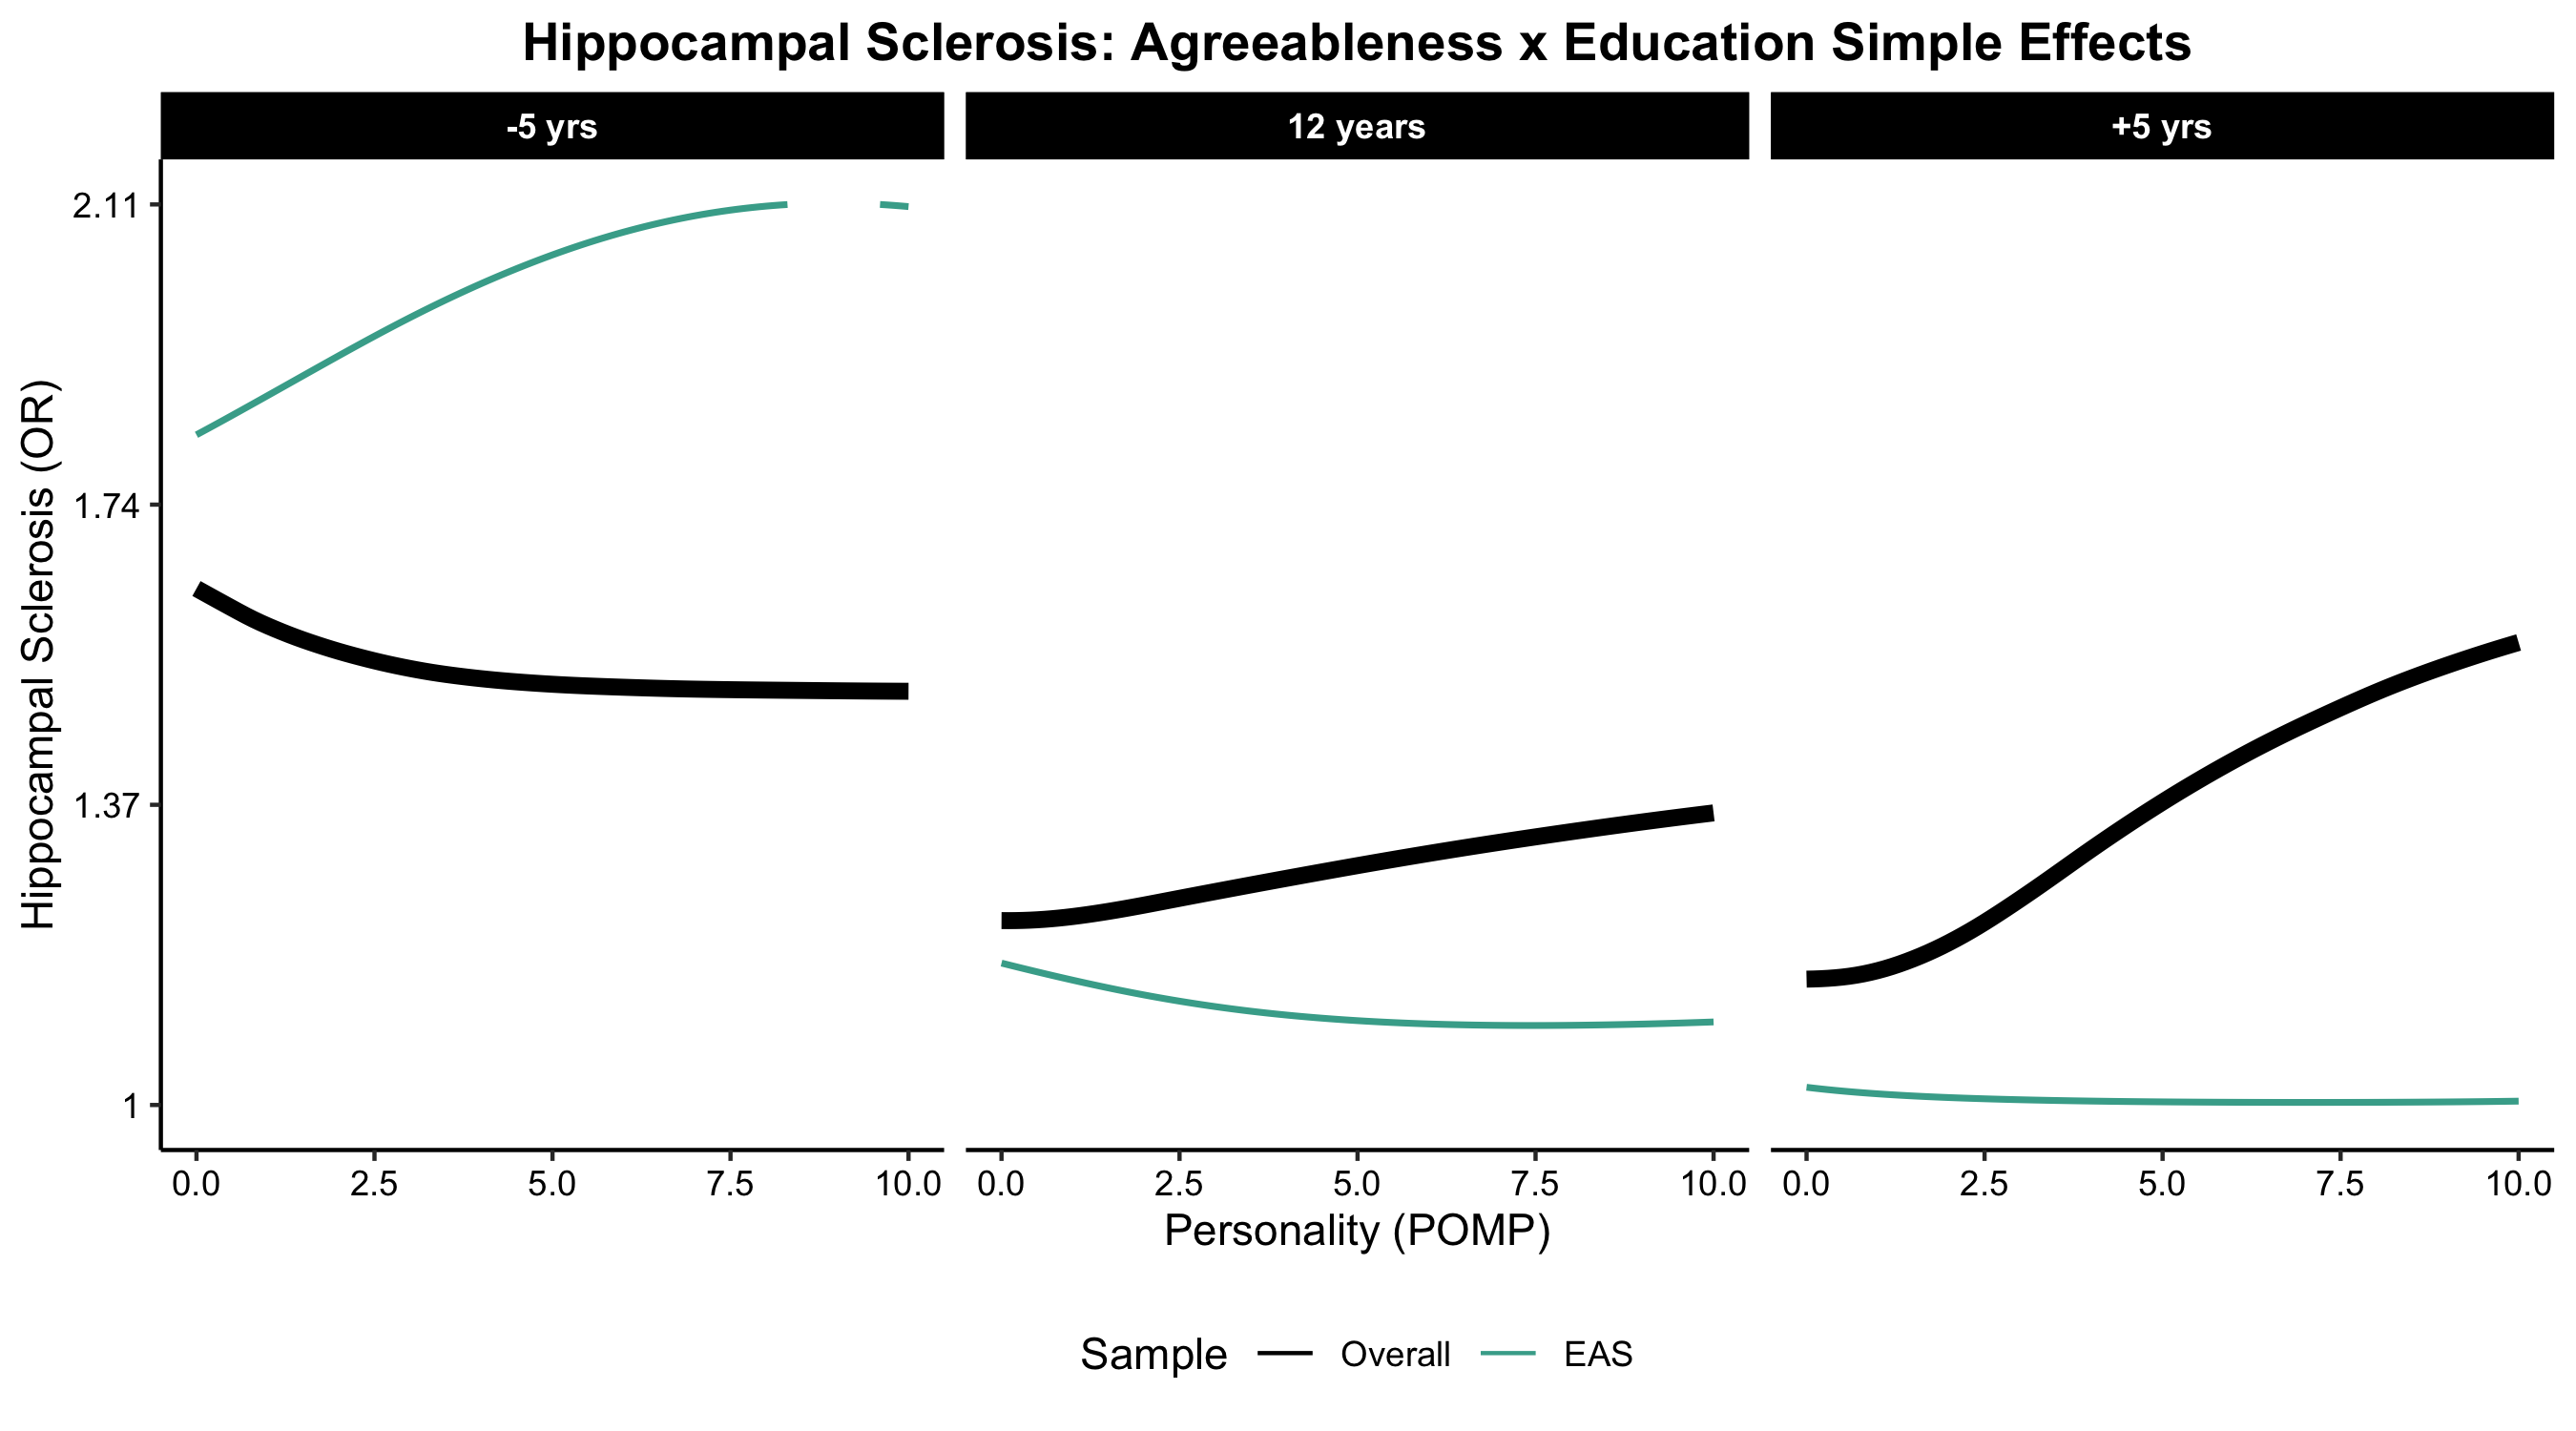 Hippocampal Sclerosis: Agreeableness x Education Simple Effects
-5 yrs
12 years
+5 yrs
Hippocampal Sclerosis (OR)
2.11
1.74
1.37
1
0.0 2.5 5.0 7.5 10.0
0.0 2.5 5.0 7.5 10.0
0.0 2.5 5.0 7.5 10.0
Personality (POMP)
Sample Overall EAS